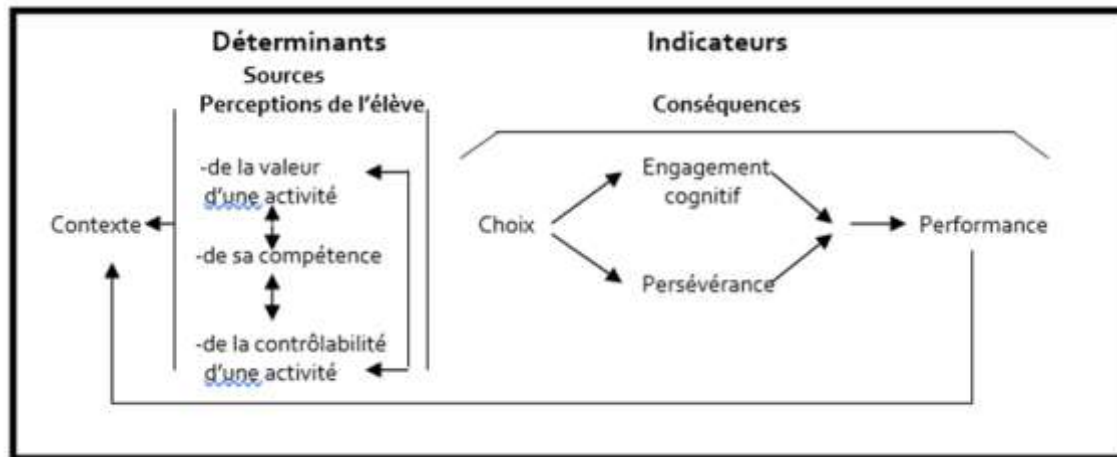 Déterminants
Indicateurs
Sources
Perceptions de l'élève
Conséquences
-de la valeur
d'une activité
Engagement
cognitif
Contexte
-de sa compétence
Choix
Performance
Persévérance
-de la contrôlabilité
d'une activité